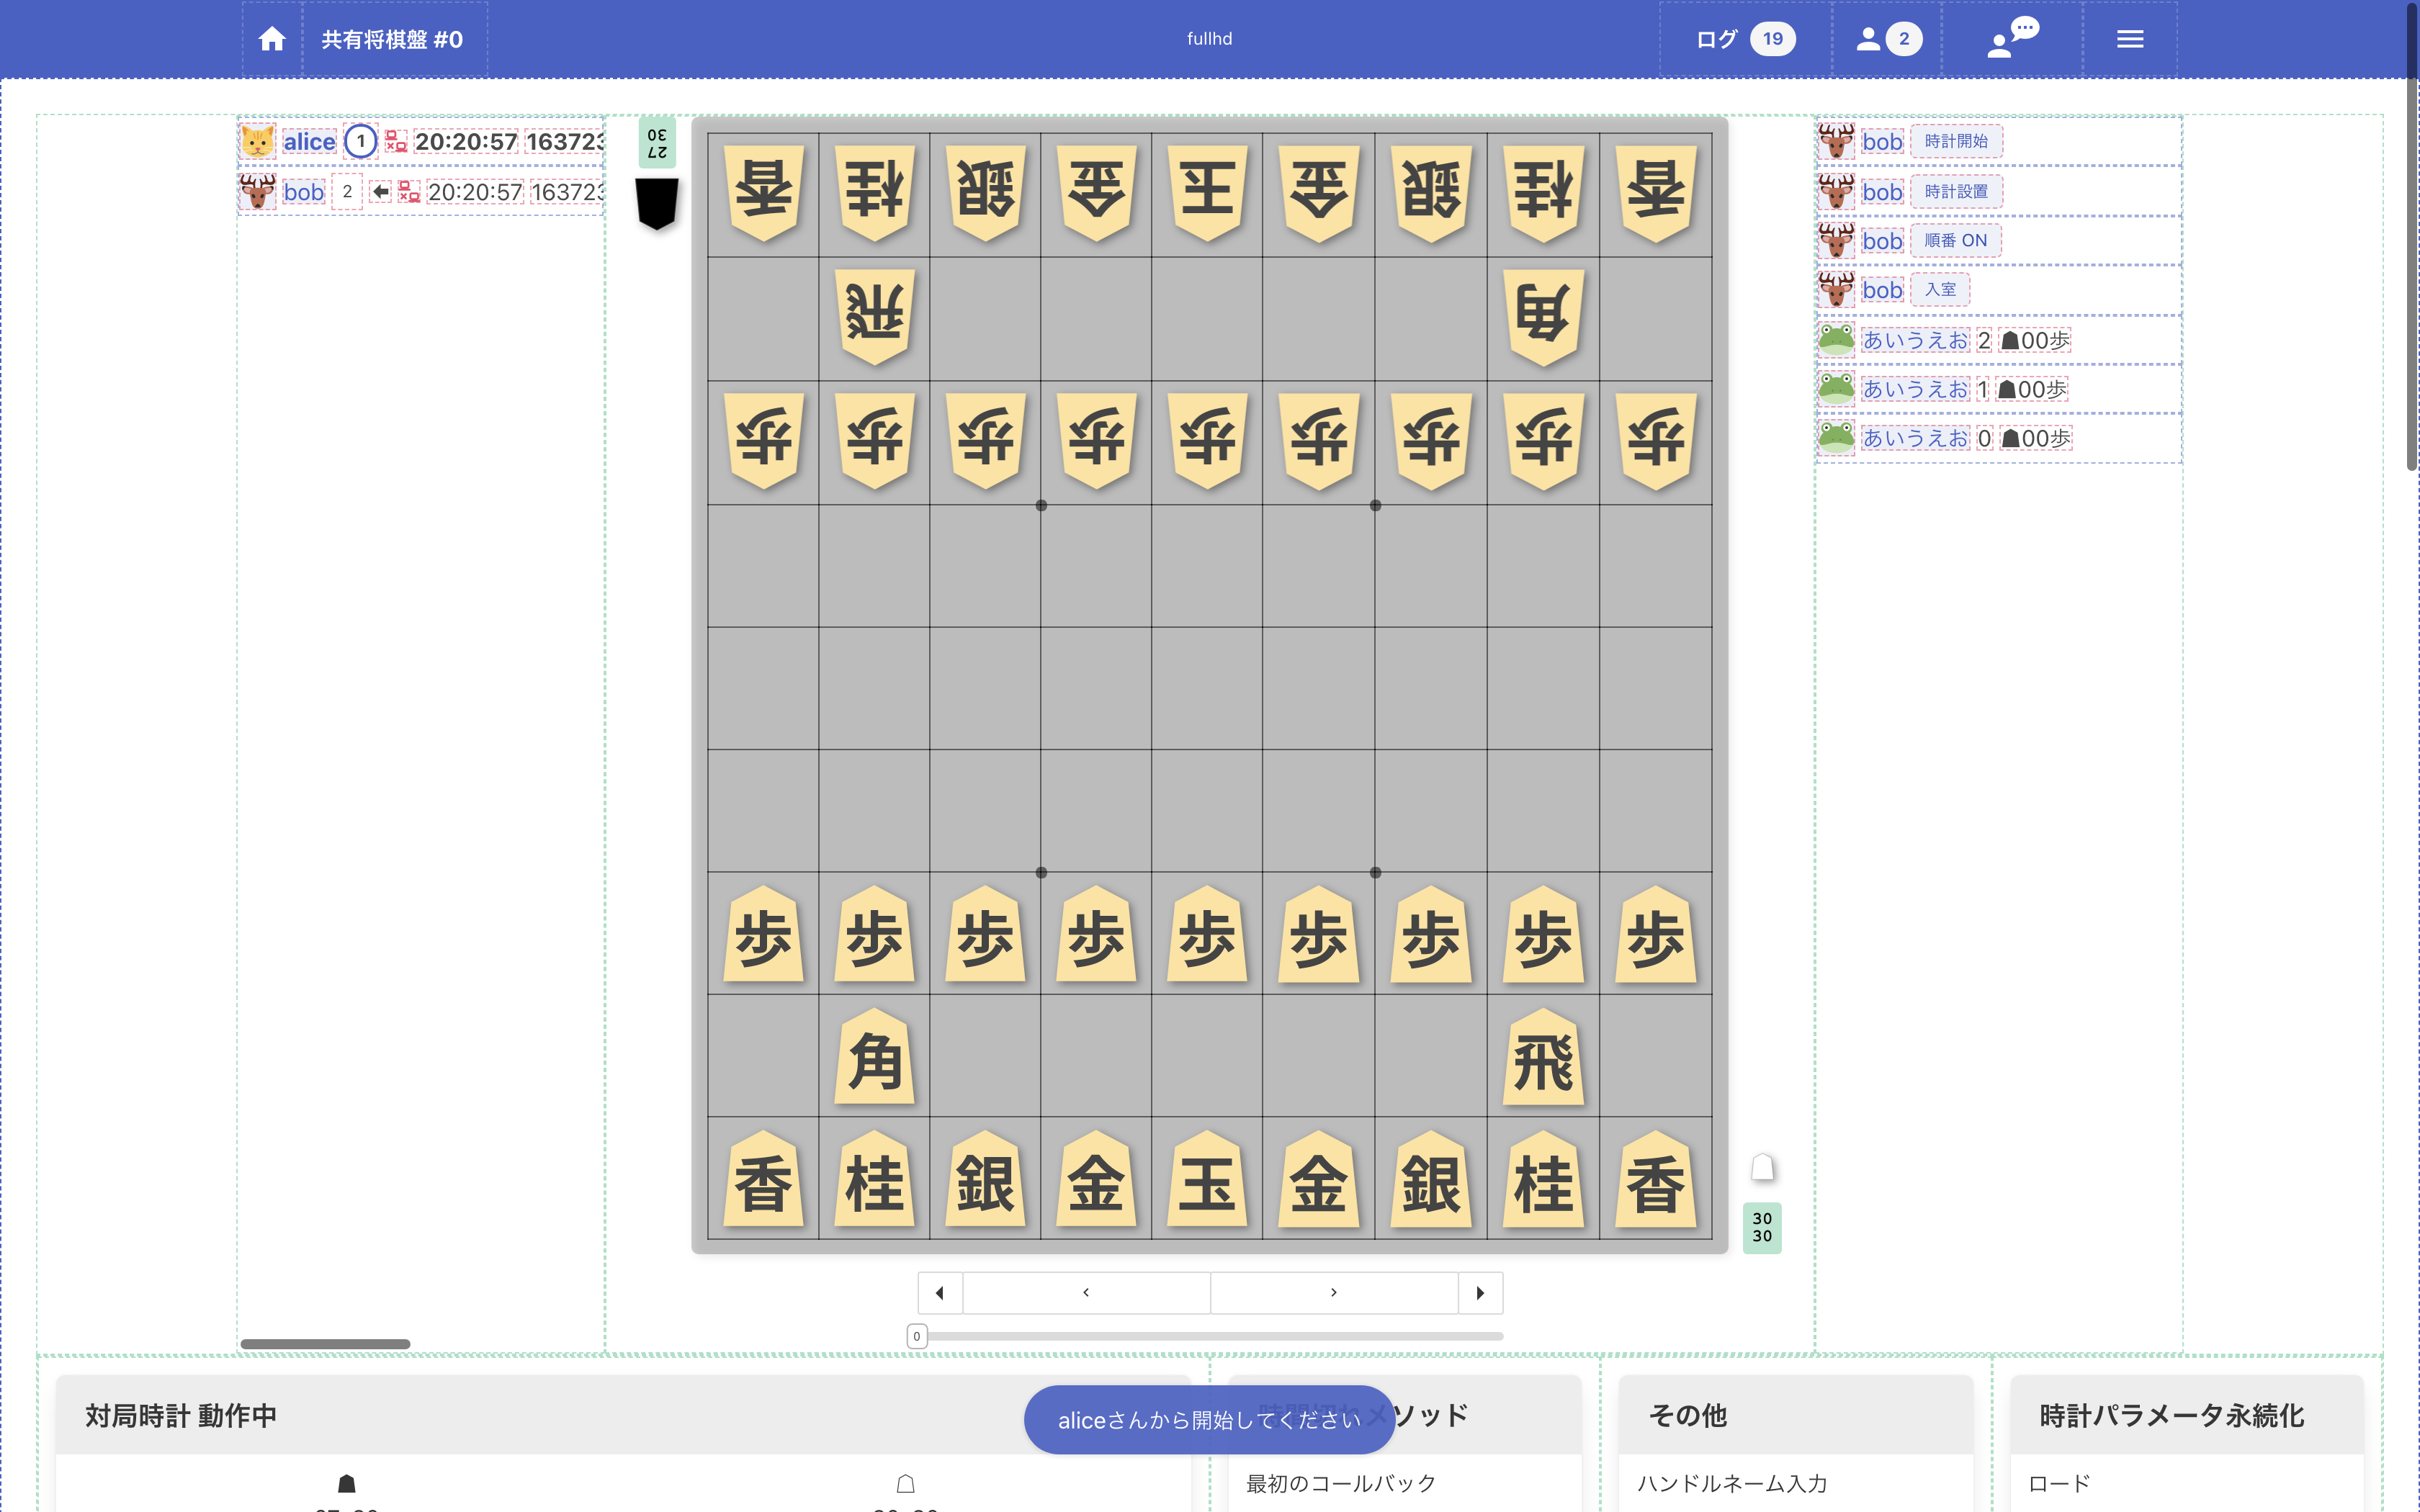 共有将棋盤 #0
fullhd
ログ 19
2
alice 1 20:20:57 163723
bob 2 20:20:57 163723
30
27
香 桂 銀 金 玉 金 銀 桂 香
飛 角
歩 歩 歩 歩 歩 歩 歩 歩 歩
歩 歩 歩 歩 歩 歩 歩 歩 歩
角 飛
香 桂 銀 金 玉 金 銀 桂 香
30
30
0
bob 時計開始
bob 時計設置
bob 順番 ON
bob 入室
あいうえお 2 ☗00歩
あいうえお 1 ☗00歩
あいうえお 0 ☗00歩
対局時計 動作中
aliceさんから開始してください
メソッド
最初のコールバック
その他
ハンドルネーム入力
時計パラメータ永続化
ロード